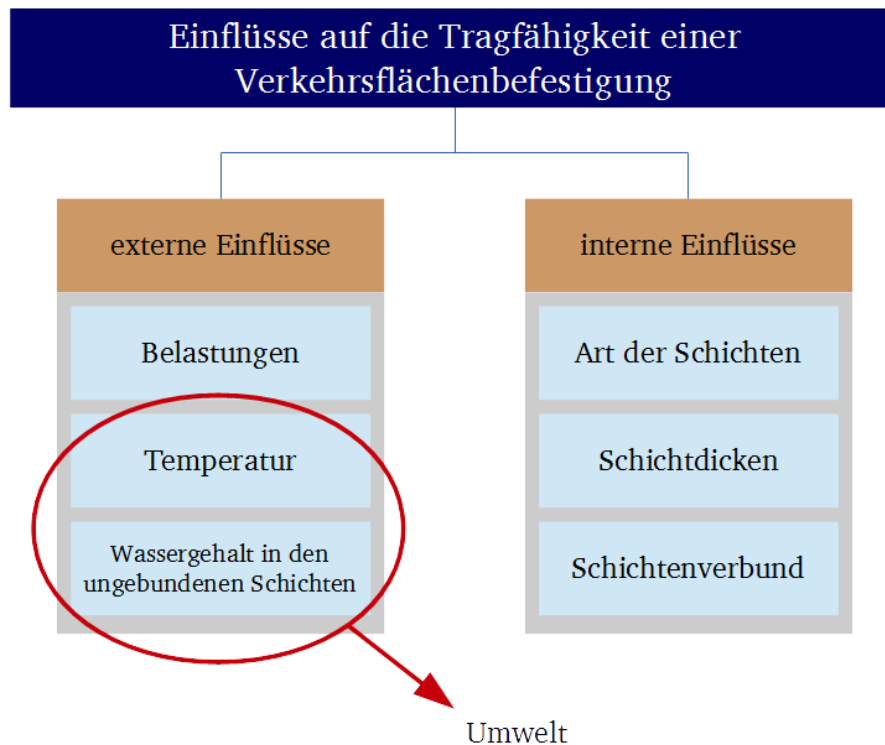 Einflüsse auf die Tragfähigkeit einer
Verkehrsflächenbefestigung
externe Einflüsse
Belastungen
Temperatur
Wassergehalt in den
ungebundenen Schichten
interne Einflüsse
Art der Schichten
Schichtdicken
Schichtenverbund
Umwelt